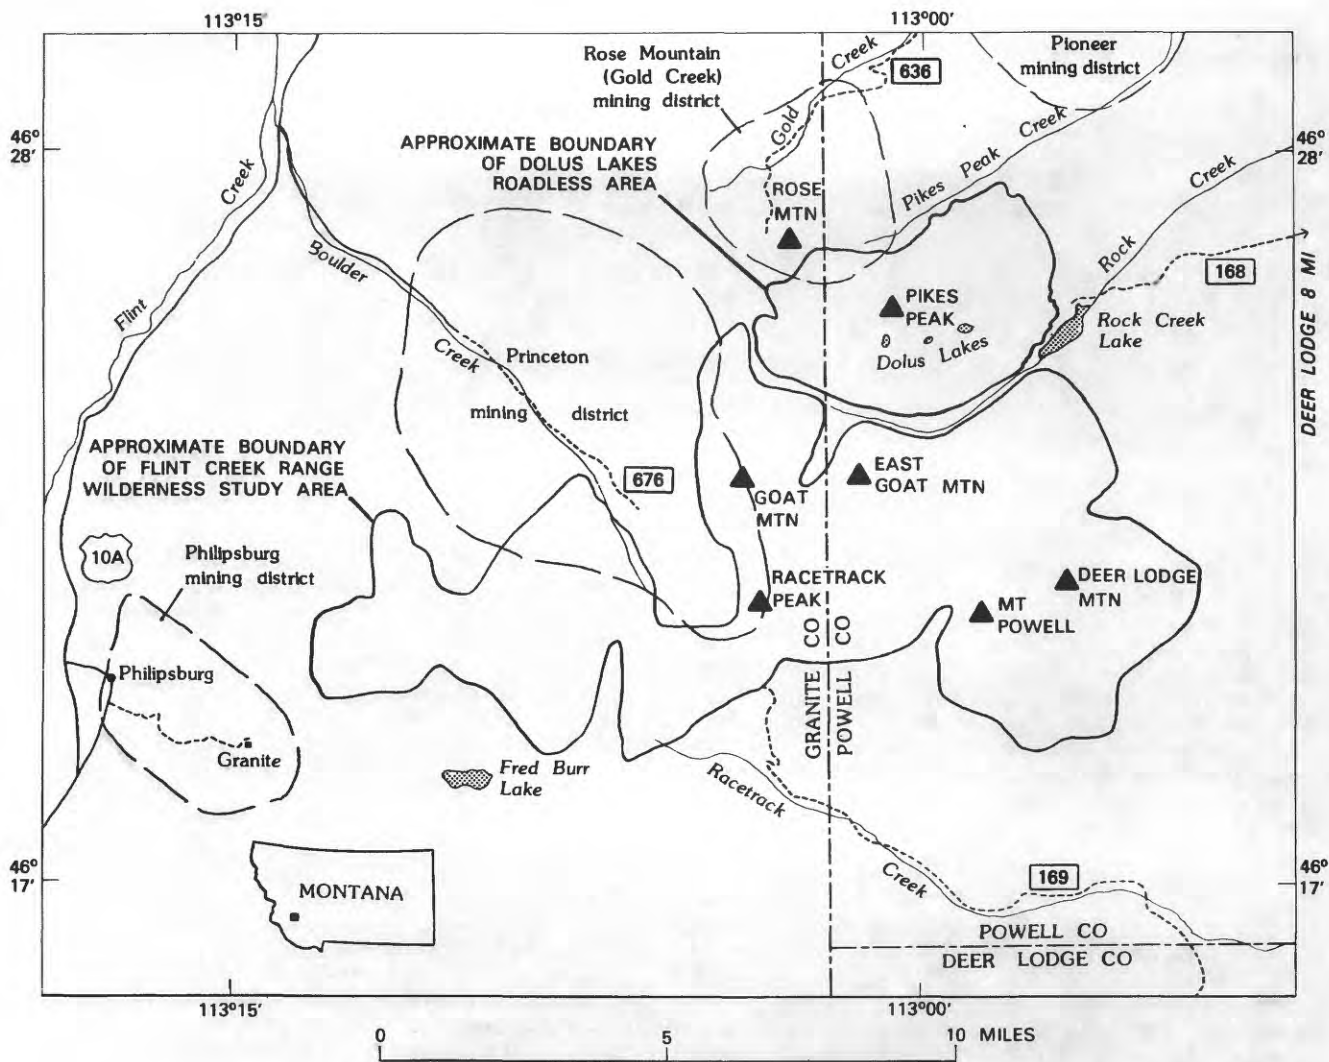 113°15'
113°00'
Rose Mountain
(Gold Creek)
mining district
Creek
636
Pioneer
mining district
Gold
46°
28'
APPROXIMATE BOUNDARY
OF DOLUS LAKES
ROADLESS AREA
Creek
Pikes Peak Creek
Creek
46°
28'
ROSE
MTN
Boulder
Rock
168
Flint
PIKES
PEAK
Dolus Lakes
Rock Creek
Lake
DEER LODGE 8 MI
Creek
Princeton
mining district
APPROXIMATE BOUNDARY
OF FLINT CREEK RANGE
WILDERNESS STUDY AREA
676
GOAT
MTN
EAST
GOAT MTN
10A
Philipsburg
mining district
RACETRACK
PEAK
DEER LODGE
MTN
MT
POWELL
GRANITE CO
POWELL CO
Philipsburg
Granite
Fred Burr
Lake
Racetrack
Creek
46°
17'
46°
17'
MONTANA
169
POWELL CO
DEER LODGE CO
113°15'
113°00'
0 5 10 MILES